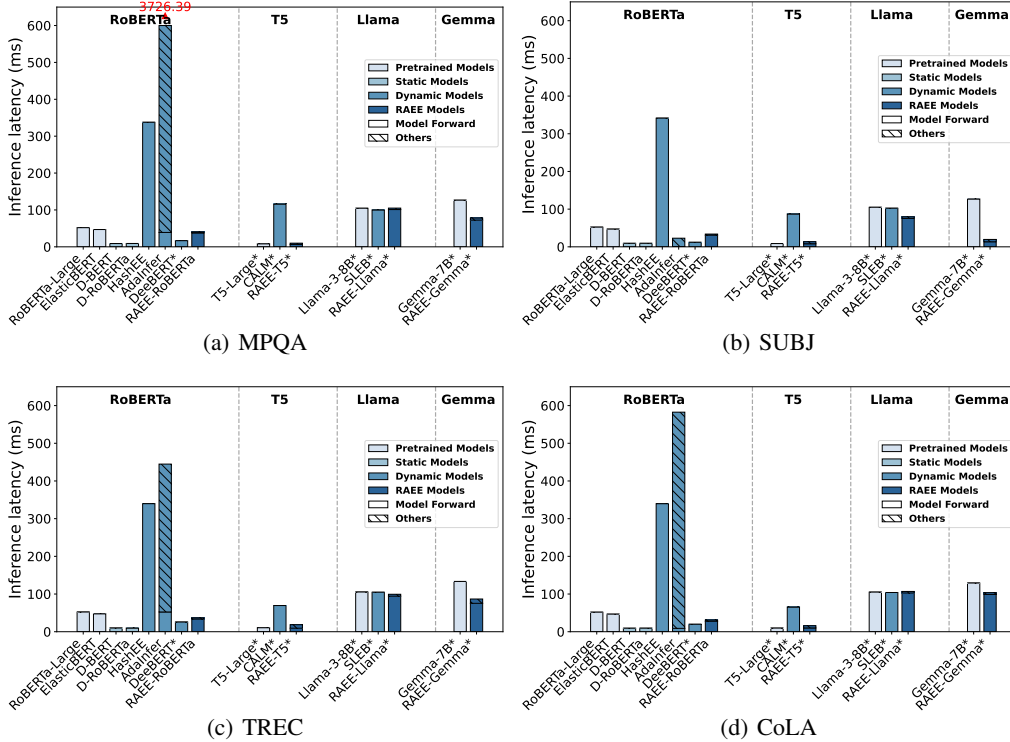 3726.39
RoBERTa T5 Llama Gemma
Inference latency (ms)
600
500
400
300
200
100
0
Pretrained Models
Static Models
Dynamic Models
RAEE Models
Model Forward
Others
RoBERTa-Large
ElasticBERT
D-BERT
D-RoBERTa
HashEE
AdaInfer
DeeBERT*
RAEE-RoBERTa
T5-Large*
CALM*
RAEE-T5*
Llama-3-8B*
SLEB*
RAEE-Llama*
Gemma-7B*
RAEE-Gemma*
(a) MPQA
RoBERTa T5 Llama Gemma
Inference latency (ms)
600
500
400
300
200
100
0
Pretrained Models
Static Models
Dynamic Models
RAEE Models
Model Forward
Others
RoBERTa-Large
ElasticBERT
D-BERT
D-RoBERTa
HashEE
AdaInfer
DeeBERT*
RAEE-RoBERTa
T5-Large*
CALM*
RAEE-T5*
Llama-3-8B*
SLEB*
RAEE-Llama*
Gemma-7B*
RAEE-Gemma*
(b) SUBJ
RoBERTa T5 Llama Gemma
Inference latency (ms)
600
500
400
300
200
100
0
Pretrained Models
Static Models
Dynamic Models
RAEE Models
Model Forward
Others
RoBERTa-Large
ElasticBERT
D-BERT
D-RoBERTa
HashEE
AdaInfer
DeeBERT*
RAEE-RoBERTa
T5-Large*
CALM*
RAEE-T5*
Llama-3-8B*
SLEB*
RAEE-Llama*
Gemma-7B*
RAEE-Gemma*
(c) TREC
RoBERTa T5 Llama Gemma
Inference latency (ms)
600
500
400
300
200
100
0
Pretrained Models
Static Models
Dynamic Models
RAEE Models
Model Forward
Others
RoBERTa-Large
ElasticBERT
D-BERT
D-RoBERTa
HashEE
AdaInfer
DeeBERT*
RAEE-RoBERTa
T5-Large*
CALM*
RAEE-T5*
Llama-3-8B*
SLEB*
RAEE-Llama*
Gemma-7B*
RAEE-Gemma*
(d) CoLA